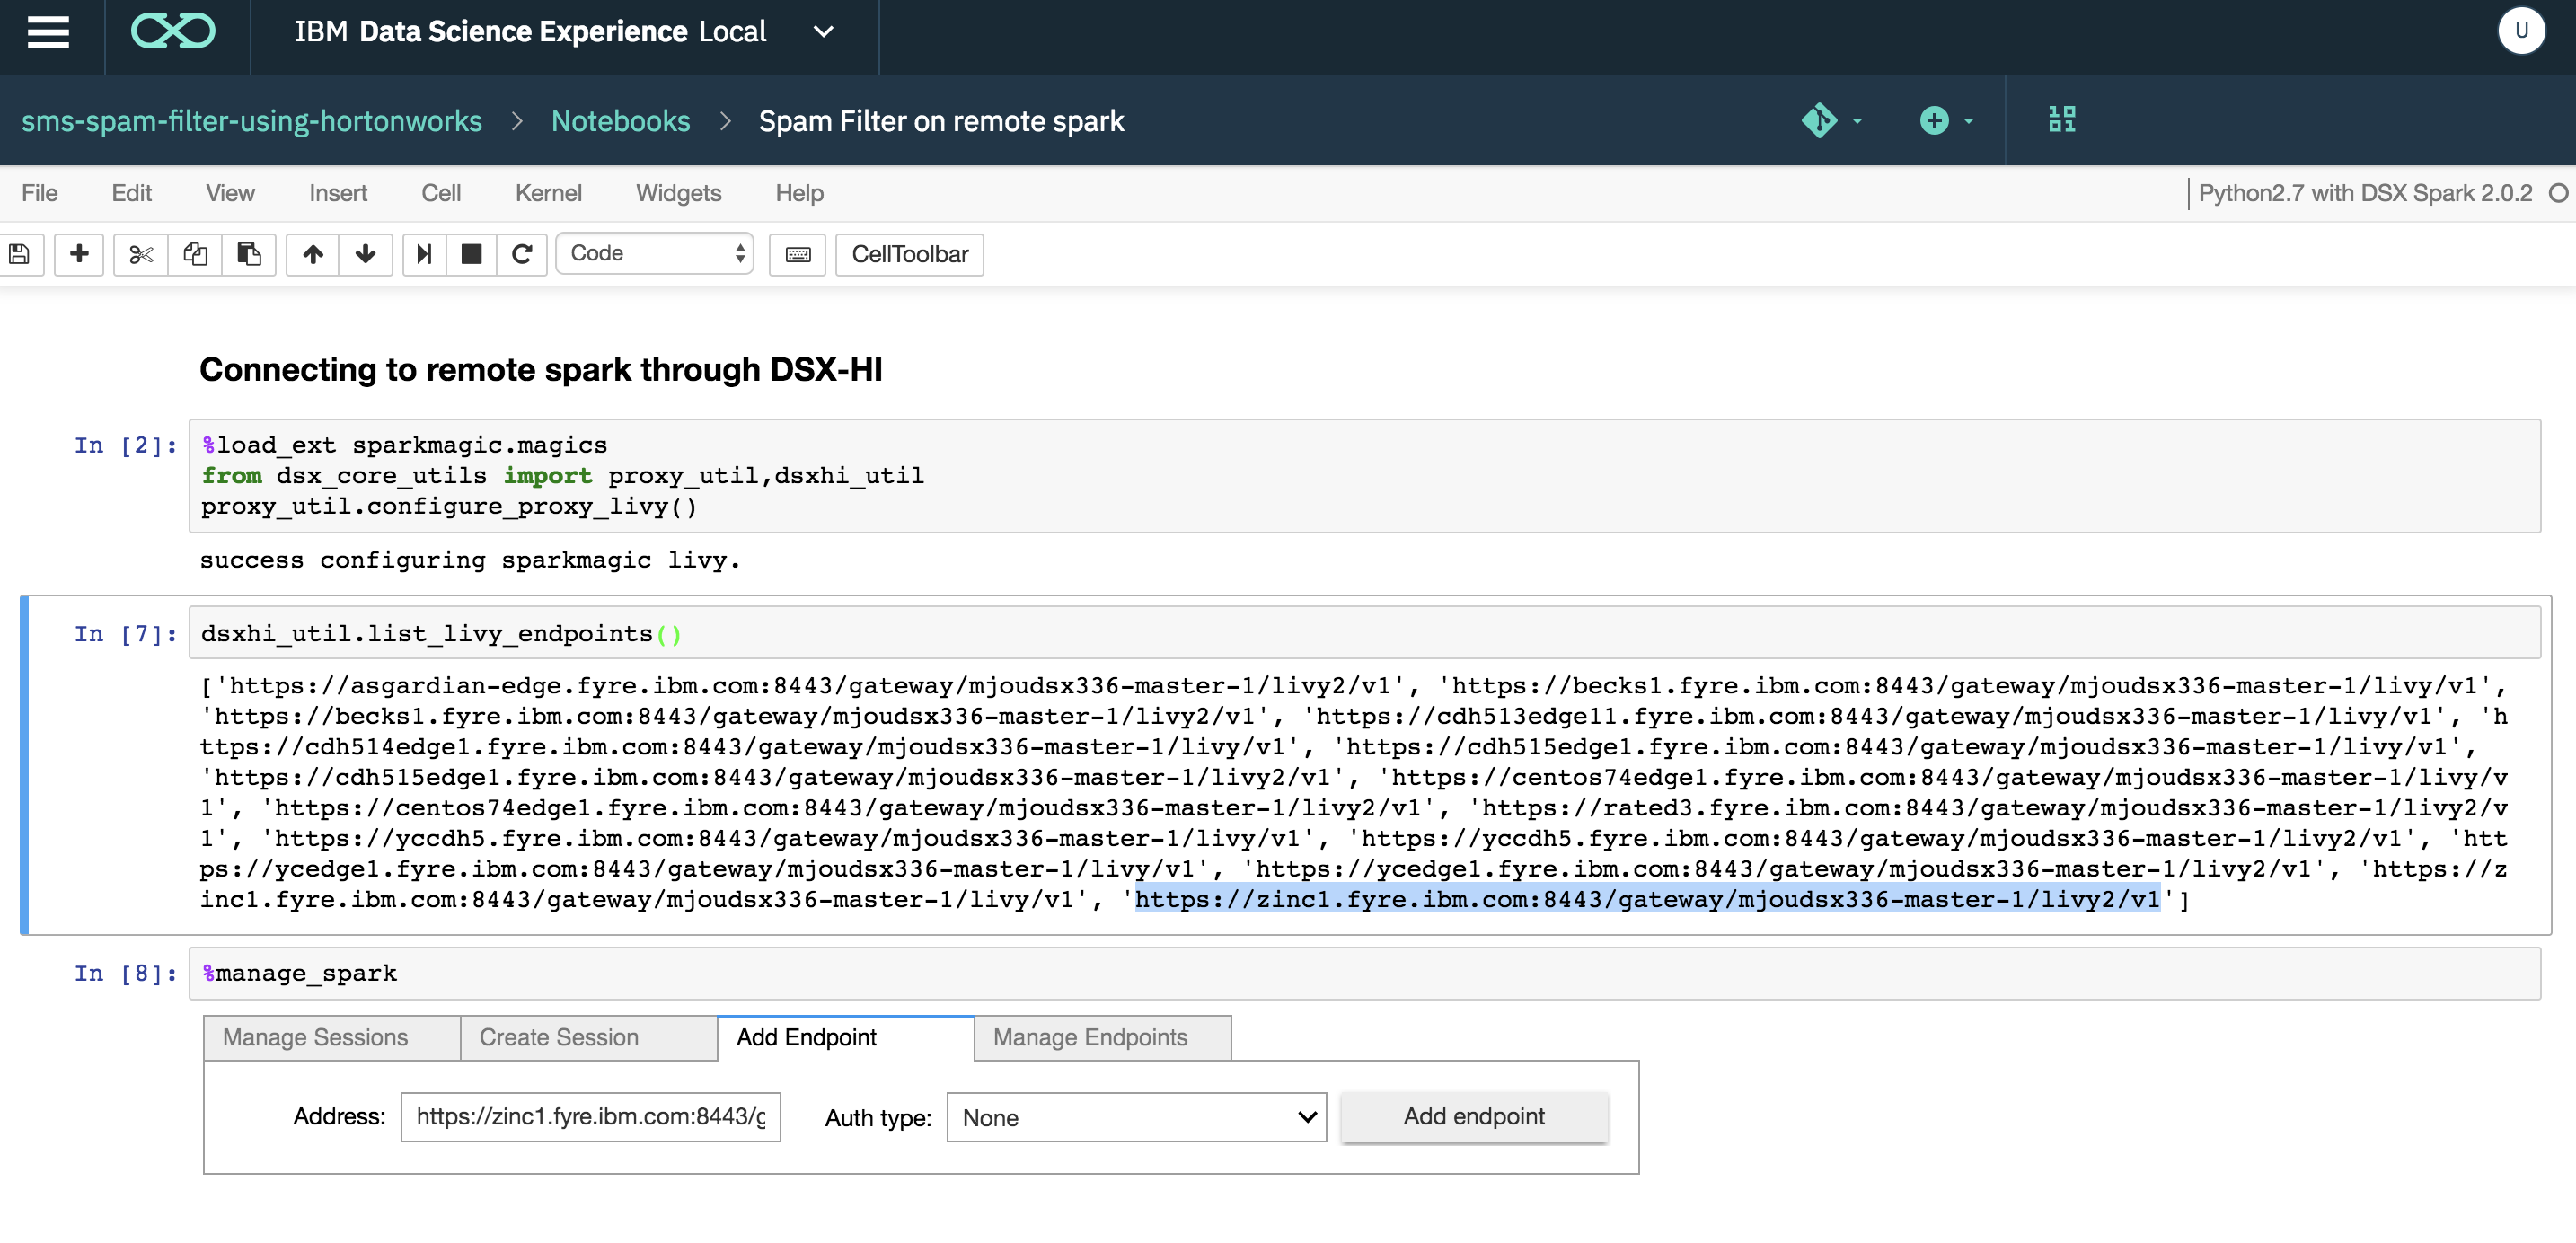 IBM Data Science Experience Local
U
sms-spam-filter-using-hortonworks > Notebooks > Spam Filter on remote spark
File Edit View Insert Cell Kernel Widgets Help
Python2.7 with DSX Spark 2.0.2
Code CellToolbar
Connecting to remote spark through DSX-HI
In [2]: %load_ext sparkmagic.magics
from dsx_core_utils import proxy_util,dsxhi_util
proxy_util.configure_proxy_livy()
success configuring sparkmagic livy.
In [7]: dsxhi_util.list_livy_endpoints()
['https://asgardian-edge.fyre.ibm.com:8443/gateway/mjoudsx336-master-1/livy2/v1', 'https://becks1.fyre.ibm.com:8443/gateway/mjoudsx336-master-1/livy/v1',
'https://becks1.fyre.ibm.com:8443/gateway/mjoudsx336-master-1/livy2/v1', 'https://cdh513edge11.fyre.ibm.com:8443/gateway/mjoudsx336-master-1/livy/v1', 'h
ttps://cdh514edge1.fyre.ibm.com:8443/gateway/mjoudsx336-master-1/livy/v1', 'https://cdh515edge1.fyre.ibm.com:8443/gateway/mjoudsx336-master-1/livy/v1',
'https://cdh515edge1.fyre.ibm.com:8443/gateway/mjoudsx336-master-1/livy2/v1', 'https://centos74edge1.fyre.ibm.com:8443/gateway/mjoudsx336-master-1/livy/v
1', 'https://centos74edge1.fyre.ibm.com:8443/gateway/mjoudsx336-master-1/livy2/v1', 'https://rated3.fyre.ibm.com:8443/gateway/mjoudsx336-master-1/livy2/v
1', 'https://yccdh5.fyre.ibm.com:8443/gateway/mjoudsx336-master-1/livy/v1', 'https://yccdh5.fyre.ibm.com:8443/gateway/mjoudsx336-master-1/livy2/v1', 'htt
ps://ycedge1.fyre.ibm.com:8443/gateway/mjoudsx336-master-1/livy/v1', 'https://ycedge1.fyre.ibm.com:8443/gateway/mjoudsx336-master-1/livy2/v1', 'https://z
inc1.fyre.ibm.com:8443/gateway/mjoudsx336-master-1/livy/v1', 'https://zinc1.fyre.ibm.com:8443/gateway/mjoudsx336-master-1/livy2/v1']
In [8]: %manage_spark
Manage Sessions Create Session Add Endpoint Manage Endpoints
Address: https://zinc1.fyre.ibm.com:8443/g Auth type: None Add endpoint